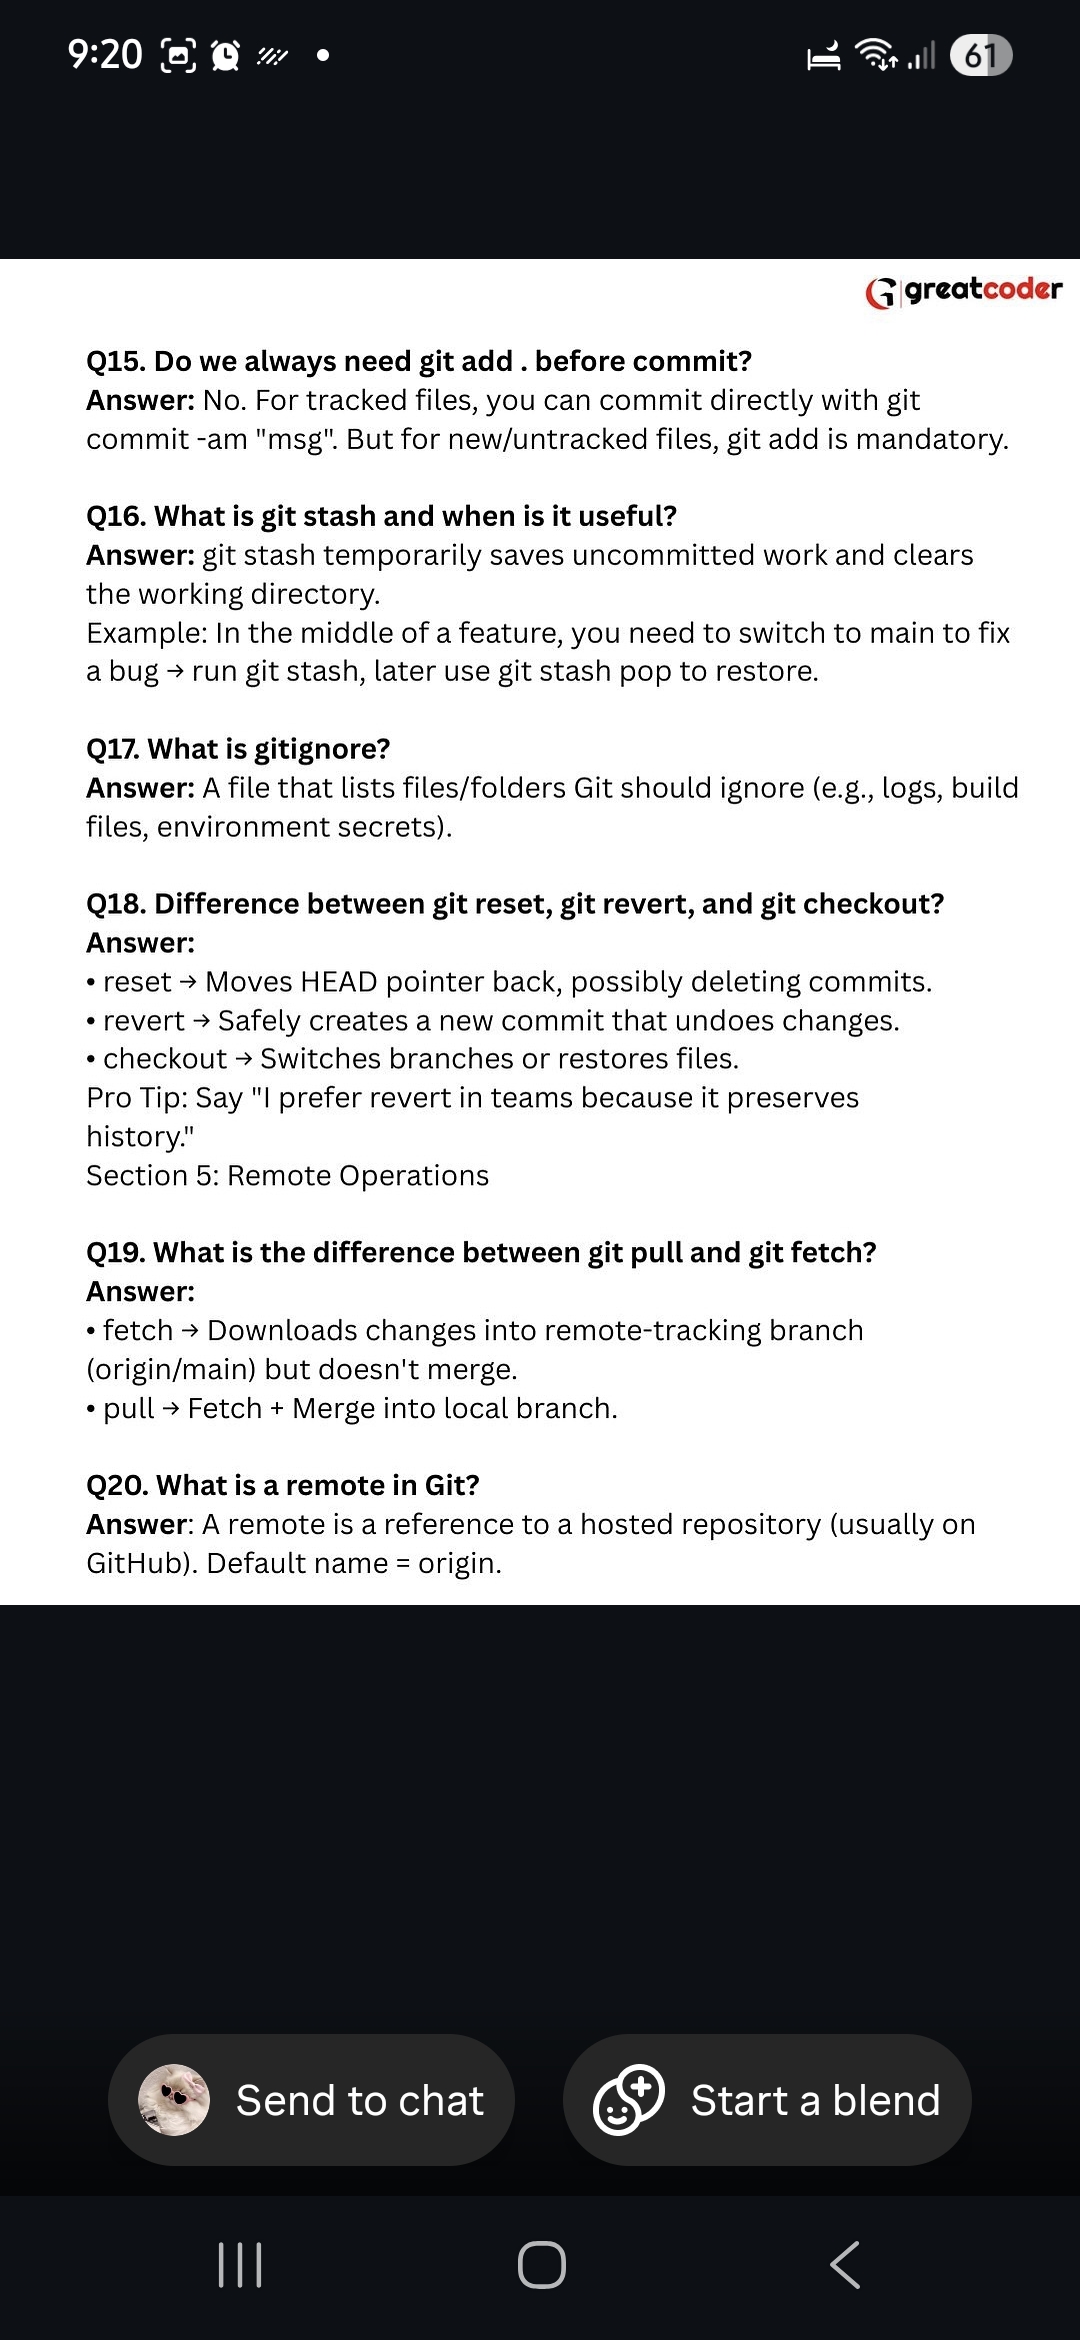 9:20
61
greatcoder
Q15. Do we always need git add . before commit?
Answer: No. For tracked files, you can commit directly with git
commit -am "msg". But for new/untracked files, git add is mandatory.
Q16. What is git stash and when is it useful?
Answer: git stash temporarily saves uncommitted work and clears
the working directory.
Example: In the middle of a feature, you need to switch to main to fix
a bug → run git stash, later use git stash pop to restore.
Q17. What is gitignore?
Answer: A file that lists files/folders Git should ignore (e.g., logs, build
files, environment secrets).
Q18. Difference between git reset, git revert, and git checkout?
Answer:
• reset → Moves HEAD pointer back, possibly deleting commits.
• revert → Safely creates a new commit that undoes changes.
• checkout → Switches branches or restores files.
Pro Tip: Say "I prefer revert in teams because it preserves
history."
Section 5: Remote Operations
Q19. What is the difference between git pull and git fetch?
Answer:
• fetch → Downloads changes into remote-tracking branch
(origin/main) but doesn't merge.
• pull → Fetch + Merge into local branch.
Q20. What is a remote in Git?
Answer: A remote is a reference to a hosted repository (usually on
GitHub). Default name = origin.
Send to chat
Start a blend